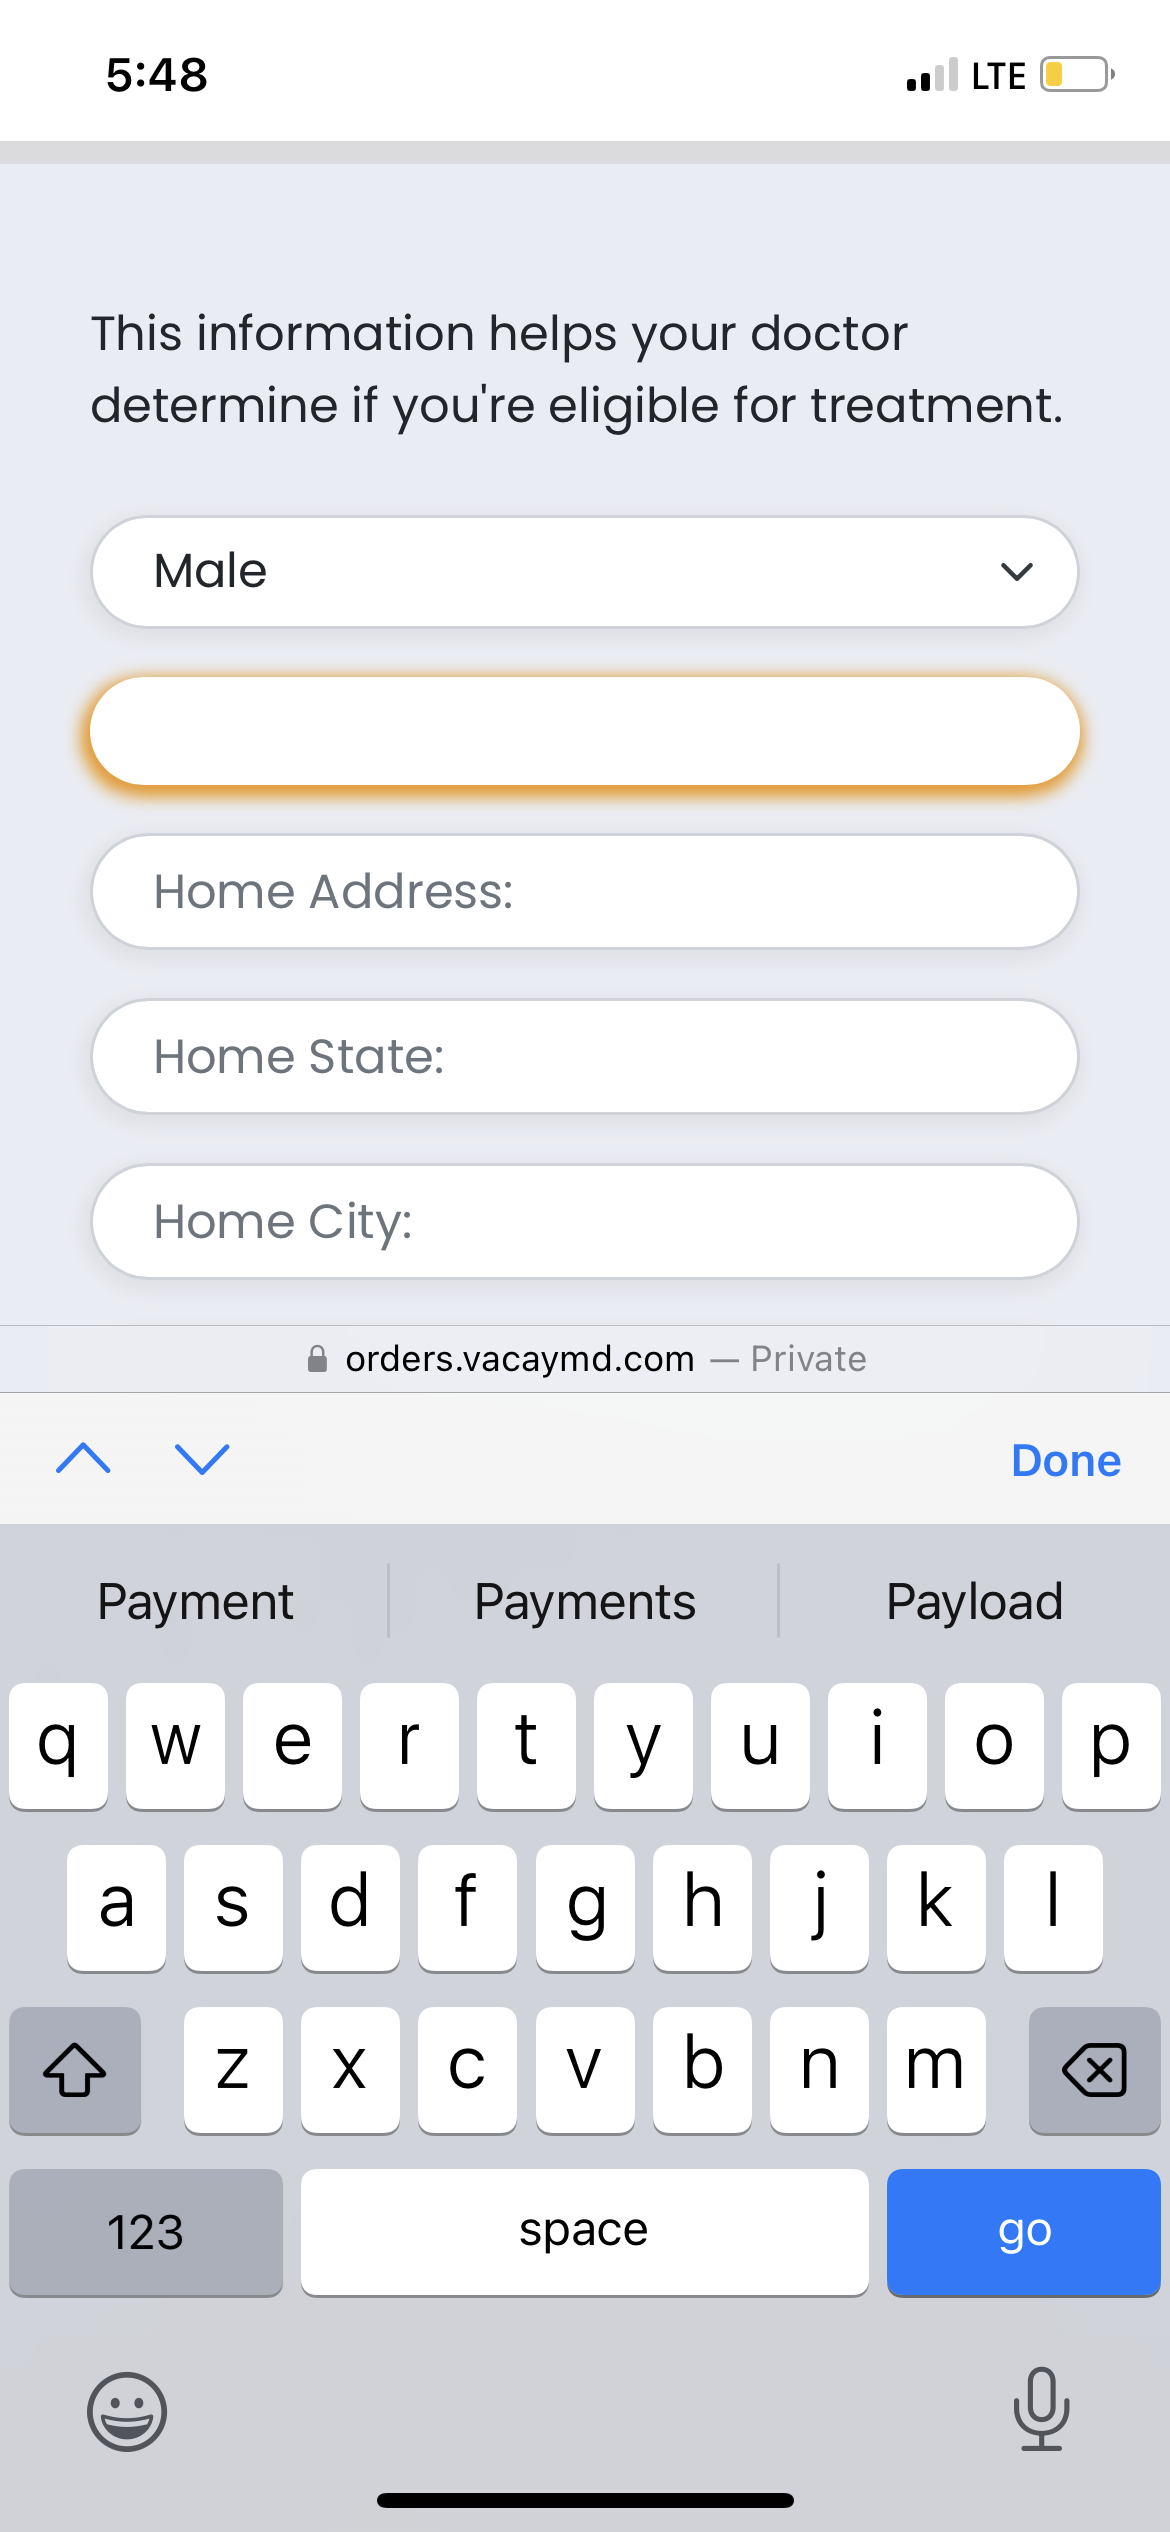 5:48 LTE
This information helps your doctor
determine if you're eligible for treatment.
Male
Home Address:
Home State:
Home City:
orders.vacaymd.com — Private
Done
Payment Payments Payload
q w e r t y u i o p
a s d f g h j k l
z x c v b n m
123 space go